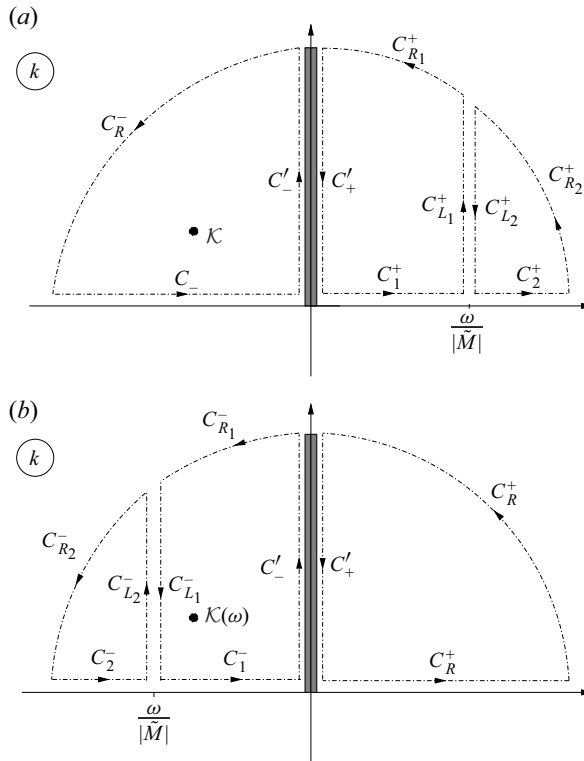 (a)
k
C_{R_1}^+
C_R^-
C_{R_2}^+
C'_-
C'_+
C_{L_1}^+
C_{L_2}^+
𝒦
C_-
C_1^+
C_2^+
ω
|M̃|
(b)
k
C_{R_1}^-
C_R^+
C_{R_2}^-
C_{L_2}^-
C_{L_1}^-
C'_-
C'_+
𝒦(ω)
C_2^-
C_1^-
C_R^+
ω
|M̃|